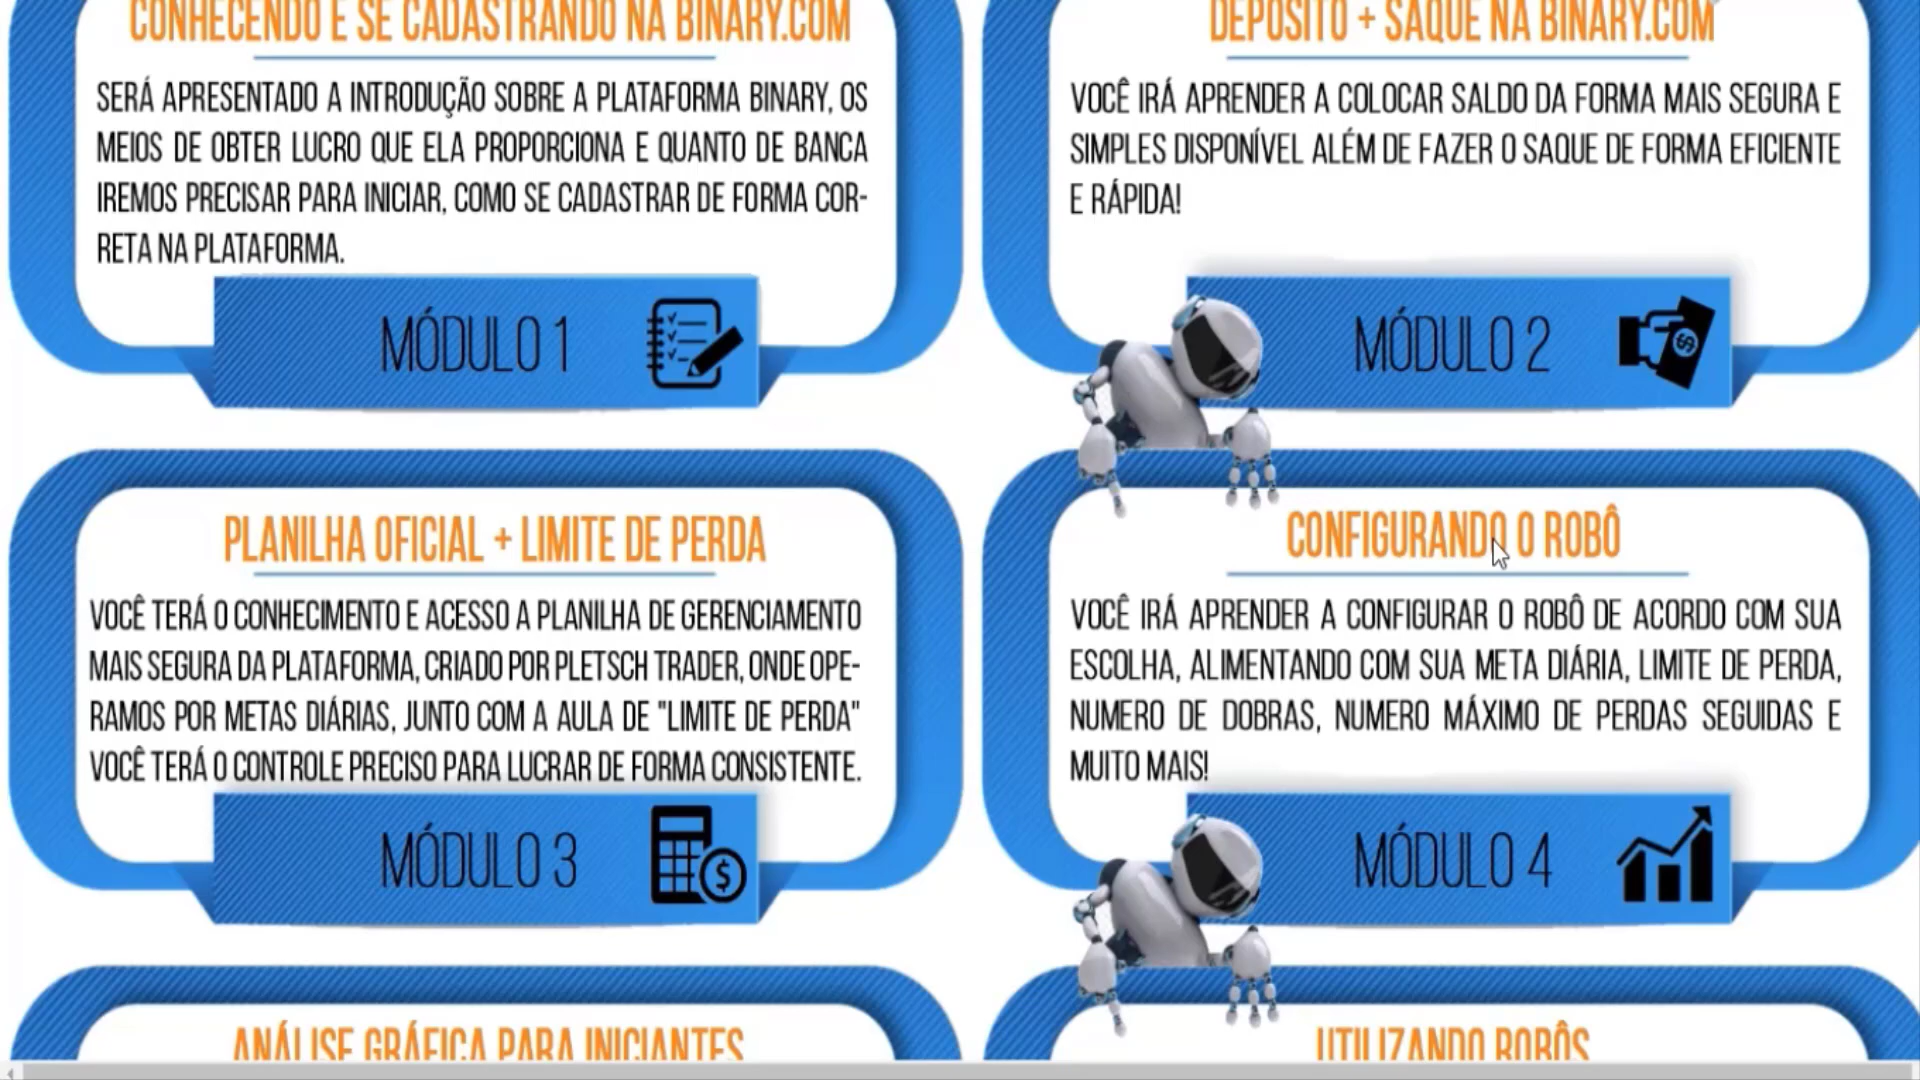 CONHECENDO E SE CADASTRANDO NA BINARY.COM
SERÁ APRESENTADO A INTRODUÇÃO SOBRE A PLATAFORMA BINARY, OS
MEIOS DE OBTER LUCRO QUE ELA PROPORCIONA E QUANTO DE BANCA
IREMOS PRECISAR PARA INICIAR, COMO SE CADASTRAR DE FORMA COR-
RETA NA PLATAFORMA.
MÓDULO 1
DEPOSITO + SAQUE NA BINARY.COM
VOCÊ IRÁ APRENDER A COLOCAR SALDO DA FORMA MAIS SEGURA E
SIMPLES DISPONÍVEL ALÉM DE FAZER O SAQUE DE FORMA EFICIENTE
E RÁPIDA!
MÓDULO 2
PLANILHA OFICIAL + LIMITE DE PERDA
VOCÊ TERÁ O CONHECIMENTO E ACESSO A PLANILHA DE GERENCIAMENTO
MAIS SEGURA DA PLATAFORMA, CRIADO POR PLETSCH TRADER, ONDE OPE-
RAMOS POR METAS DIÁRIAS, JUNTO COM A AULA DE "LIMITE DE PERDA"
VOCÊ TERÁ O CONTROLE PRECISO PARA LUCRAR DE FORMA CONSISTENTE.
MÓDULO 3
CONFIGURANDO O ROBÔ
VOCÊ IRÁ APRENDER A CONFIGURAR O ROBÔ DE ACORDO COM SUA
ESCOLHA, ALIMENTANDO COM SUA META DIÁRIA, LIMITE DE PERDA,
NUMERO DE DOBRAS, NUMERO MÁXIMO DE PERDAS SEGUIDAS E
MUITO MAIS!
MÓDULO 4
ANÁLISE GRÁFICA PARA INICIANTES
UTILIZANDO ROBÔS